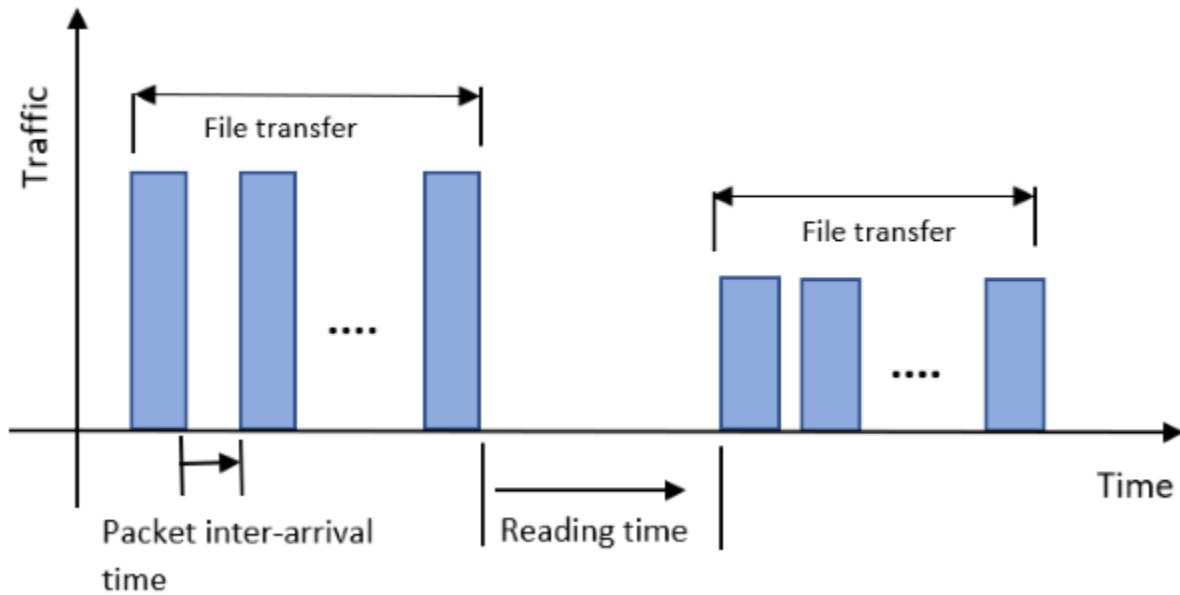 Traffic
File transfer
File transfer
....
....
Time
Packet inter-arrival
time
Reading time